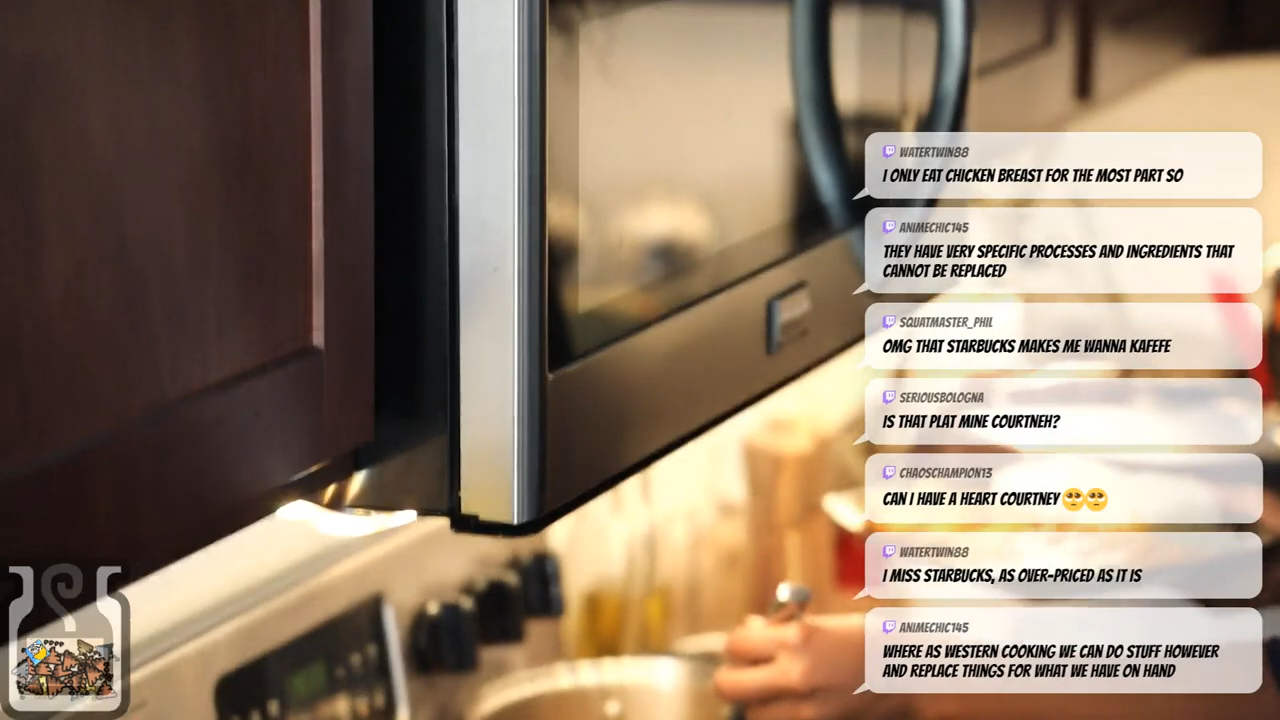 WATERTWIN88
I ONLY EAT CHICKEN BREAST FOR THE MOST PART SO
ANIMECHIC145
THEY HAVE VERY SPECIFIC PROCESSES AND INGREDIENTS THAT
CANNOT BE REPLACED
SQUATMASTER_PHIL
OMG THAT STARBUCKS MAKES ME WANNA KAFEFE
SERIOUSBOLOGNA
IS THAT PLAT MINE COURTNEH?
CHAOSCHAMPION13
CAN I HAVE A HEART COURTNEY 🥺🥺
WATERTWIN88
I MISS STARBUCKS, AS OVER-PRICED AS IT IS
ANIMECHIC145
WHERE AS WESTERN COOKING WE CAN DO STUFF HOWEVER
AND REPLACE THINGS FOR WHAT WE HAVE ON HAND